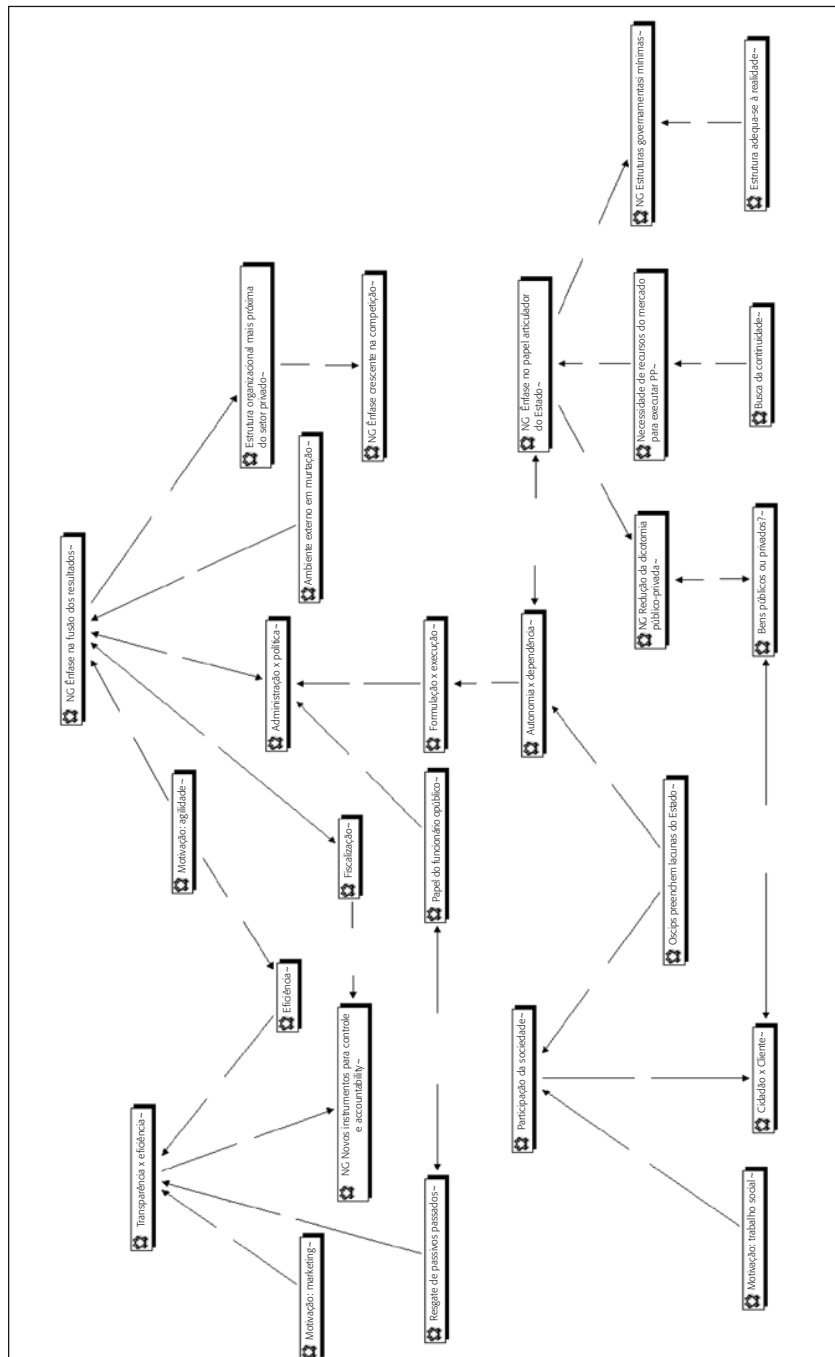 Transparência x eficiência~
NG Ênfase na fusão dos resultados~
Motivação: marketing~
Eficiência~
Motivação: agilidade~
Administração x política~
Ambiente externo em murtação~
Estrutura organizacional mais próxima
do setor privado~
NG Novos instrumentos para controle
e accountability~
Fiscalização~
NG Ênfase crescente na competição~
Resgate de passivos passados~
Papel do funcionário opúblico~
Formulação x execução~
Participação da sociedade~
Autonomia x dependência~
NG Ênfase no papel articulador
do Estado~
Oscips preenchem lacunas do Estado~
NG Redução da dicotomia
público-privada~
Necessidade de recursos do mercado
para executar PP~
NG Estruturas governamentasi mínimas~
Motivação: trabalho social~
Cidadão x Cliente~
Bens públicos ou privados?~
Busca da continuidade~
Estrutura adequa-se à realidade~